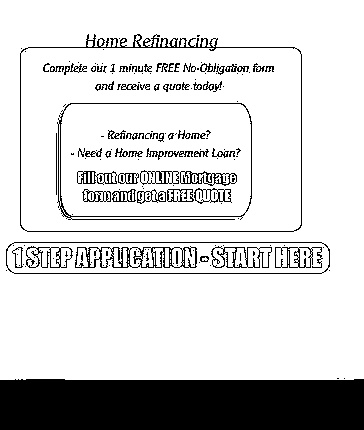 Home Refinancing
Complete our 1 minute FREE No-Obligation form
and receive a quote today!
- Refinancing a Home?
- Need a Home Improvement Loan?
Fill out our ONLINE Mortgage
form and get a FREE QUOTE
1 STEP APPLICATION - START HERE